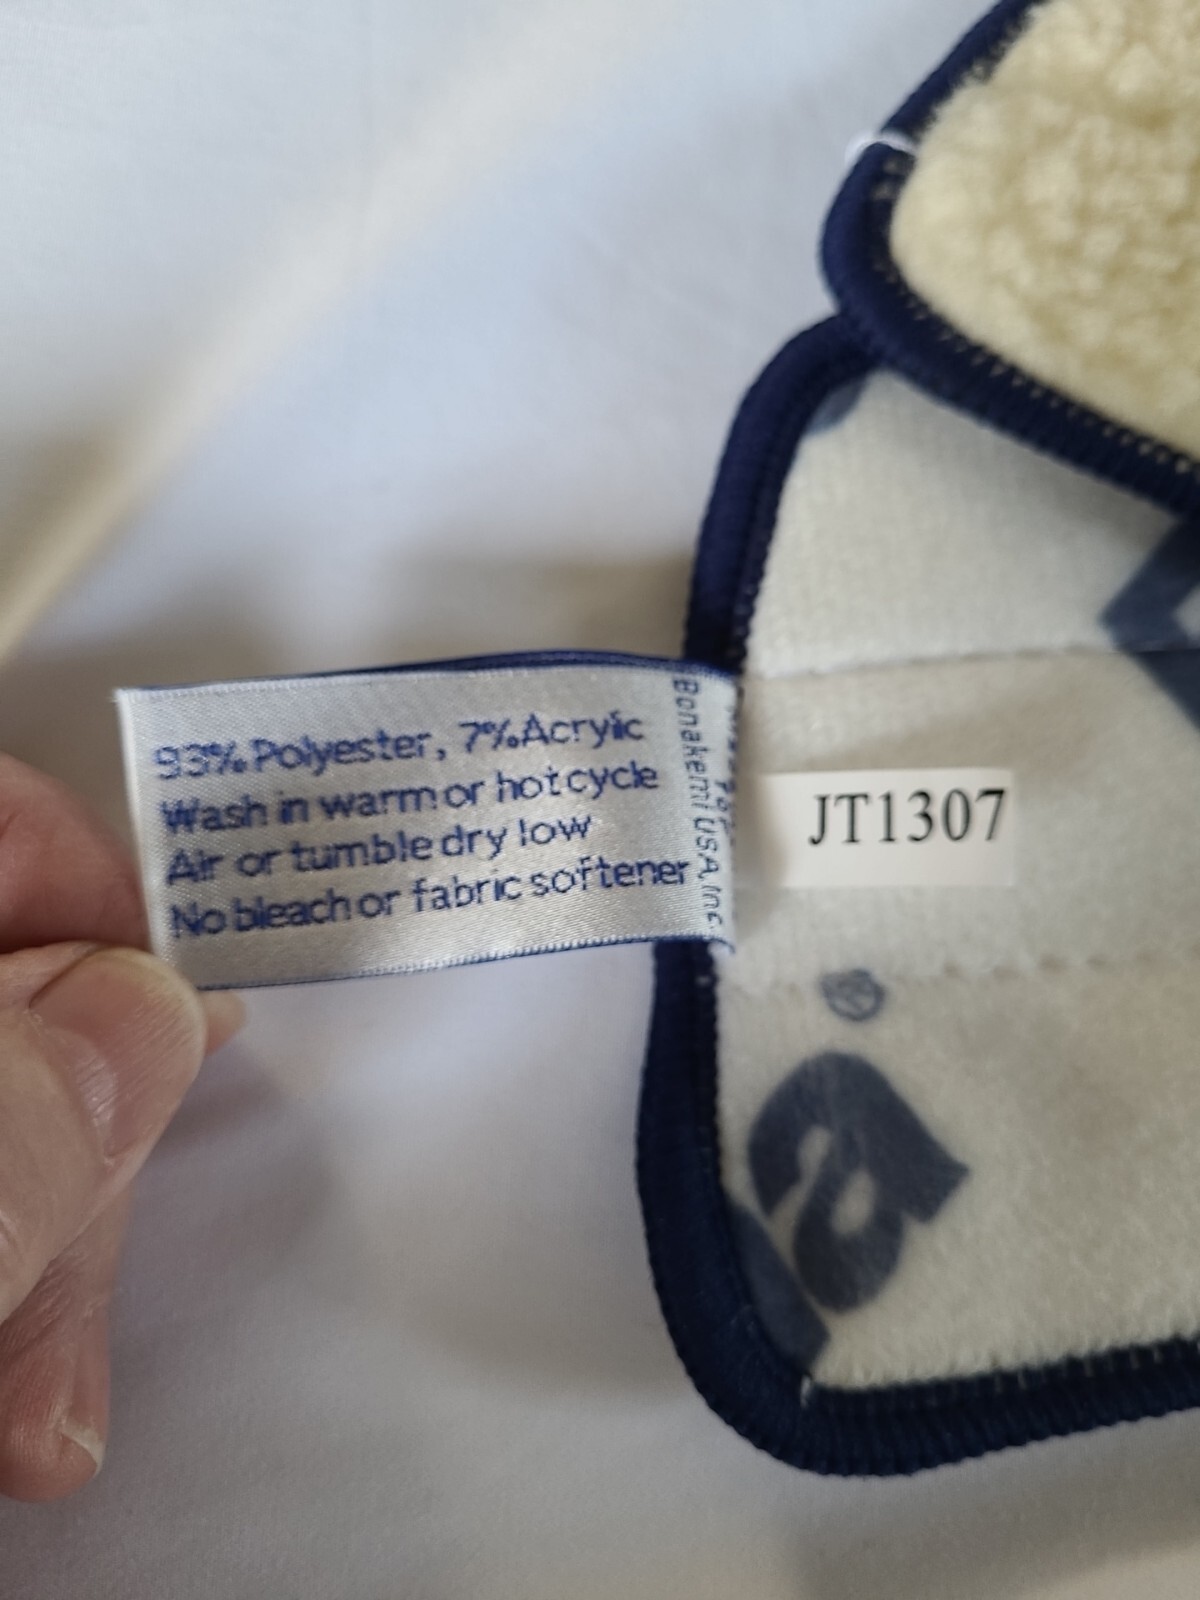 93% Polyester, 7% Acrylic
Wash in warm or hot cycle
Air or tumble dry low
No bleach or fabric softener
Bonakemi USA, Inc
JT1307
®
a